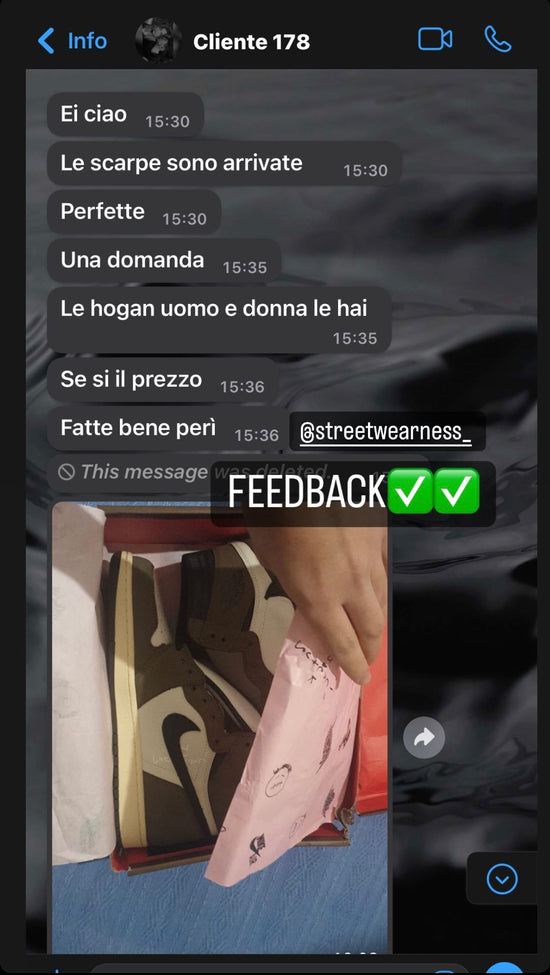 Info
Cliente 178
Ei ciao 15:30
Le scarpe sono arrivate 15:30
Perfette 15:30
Una domanda 15:35
Le hogan uomo e donna le hai
15:35
Se si il prezzo 15:36
Fatte bene perì 15:36
@streetwearness_
This message was deleted
FEEDBACK✅✅